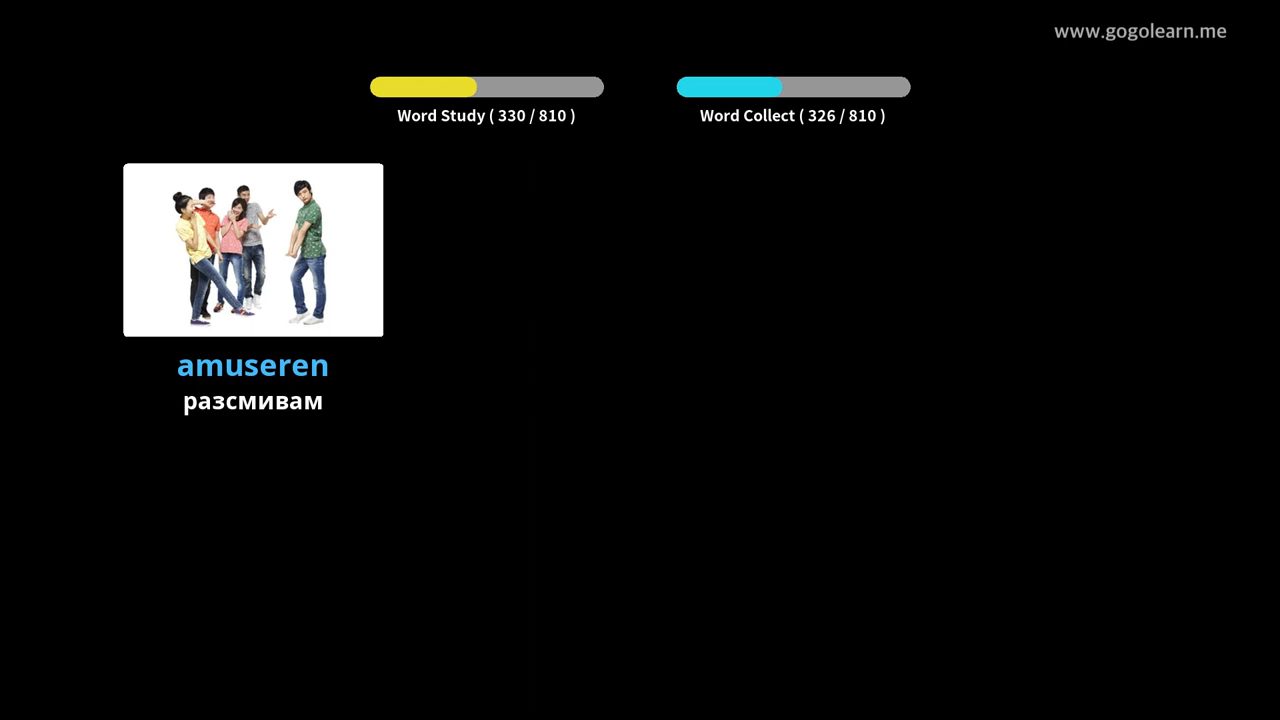 www.gogolearn.me
Word Study ( 330 / 810 )
Word Collect ( 326 / 810 )
amuseren
разсмивам